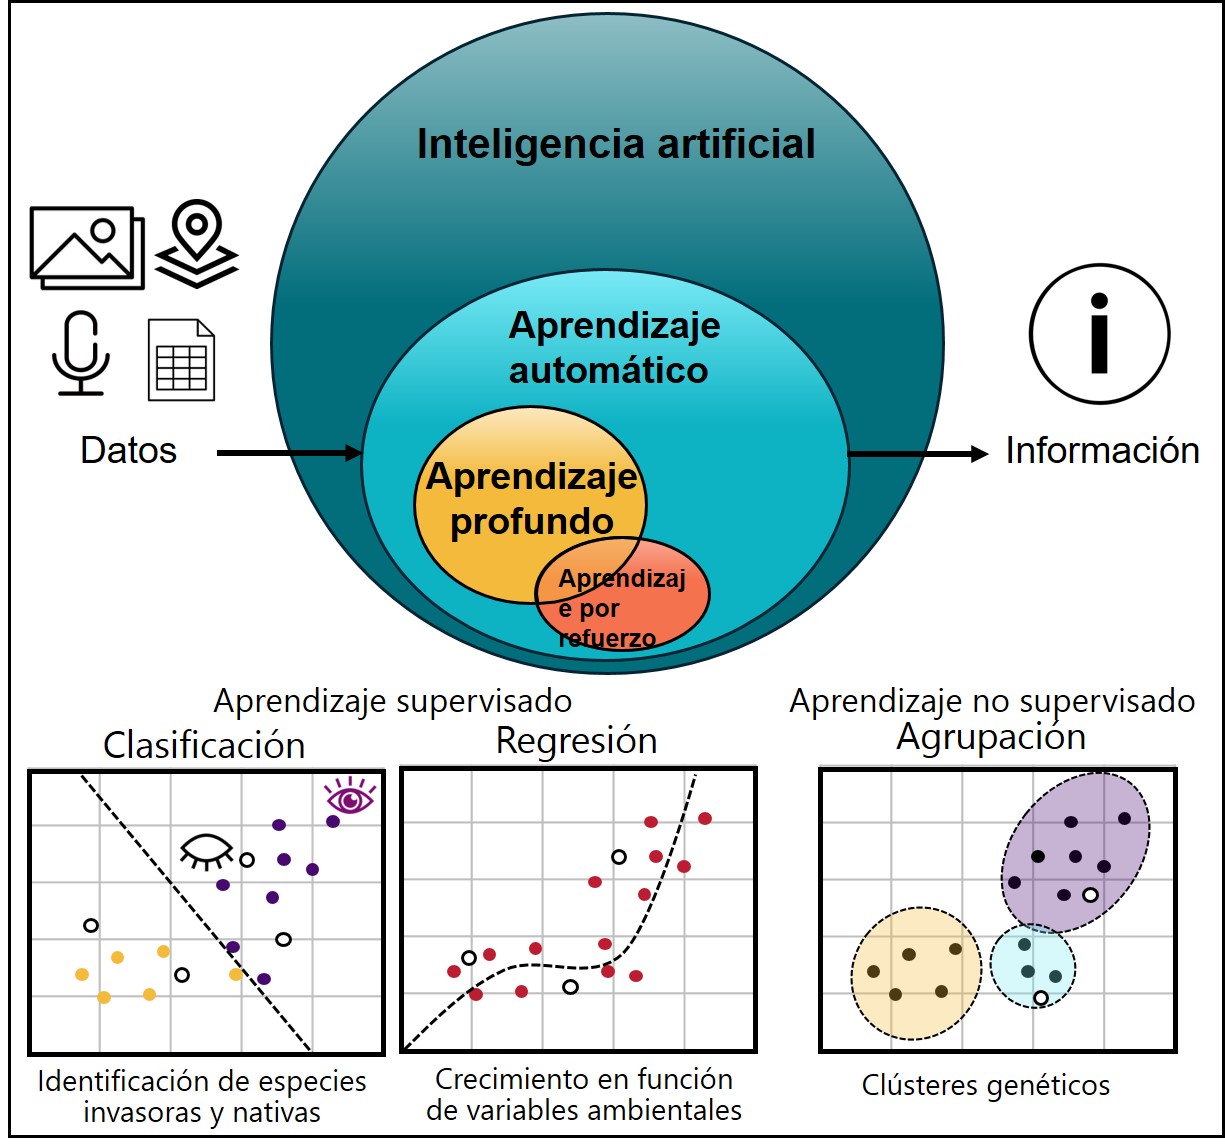 Inteligencia artificial
Aprendizaje
automático
Aprendizaje
profundo
Aprendizaj
e por
refuerzo
Datos
Información
Aprendizaje supervisado
Aprendizaje no supervisado
Clasificación
Regresión
Agrupación
Identificación de especies
invasoras y nativas
Crecimiento en función
de variables ambientales
Clústeres genéticos